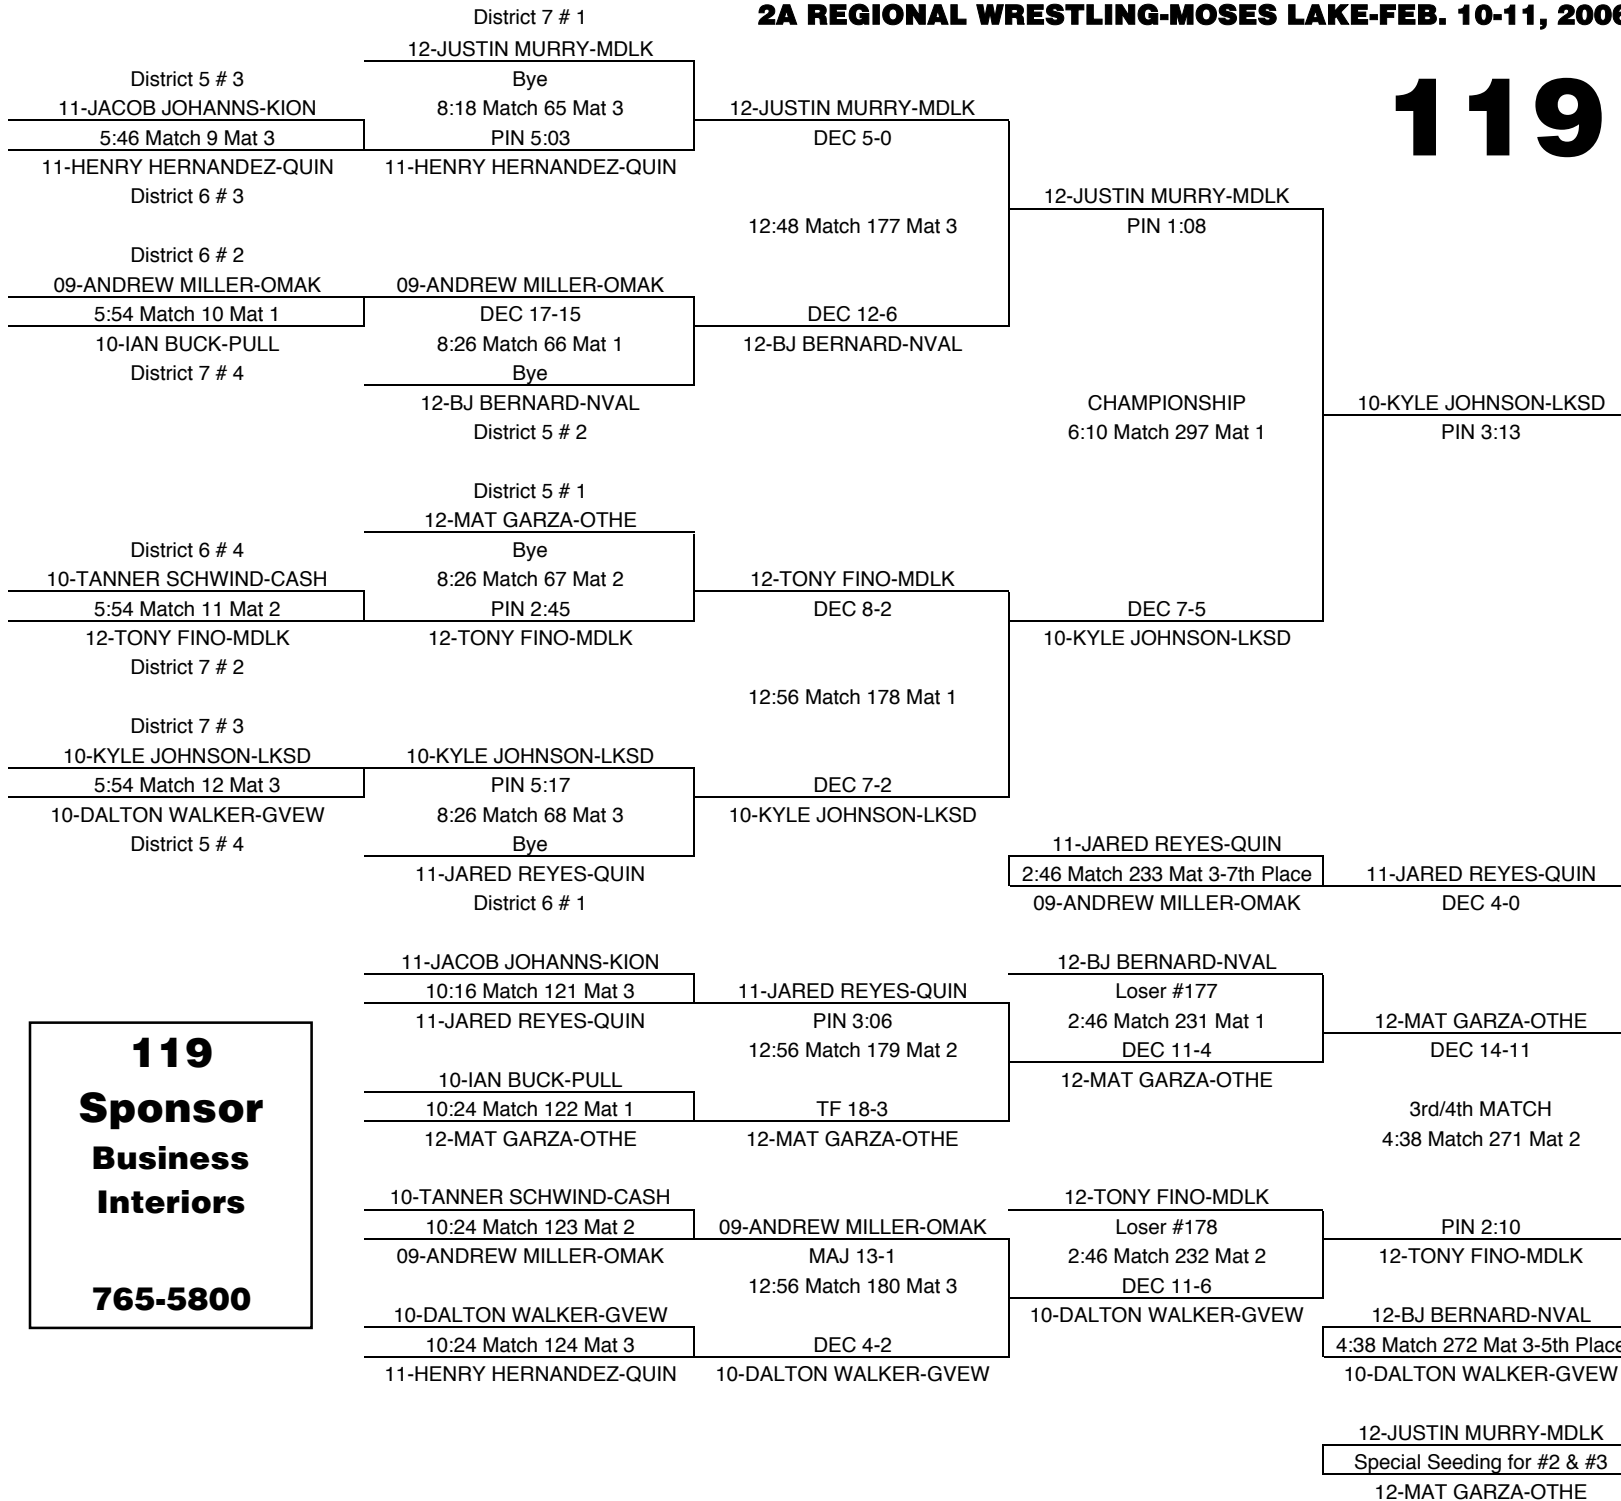 District 7 # 1
2A REGIONAL WRESTLING-MOSES LAKE-FEB. 10-11, 2006
119
12-JUSTIN MURRY-MDLK
District 5 # 3
Bye
11-JACOB JOHANNS-KION
8:18 Match 65 Mat 3
12-JUSTIN MURRY-MDLK
5:46 Match 9 Mat 3
PIN 5:03
DEC 5-0
11-HENRY HERNANDEZ-QUIN
11-HENRY HERNANDEZ-QUIN
District 6 # 3
12-JUSTIN MURRY-MDLK
12:48 Match 177 Mat 3
PIN 1:08
District 6 # 2
09-ANDREW MILLER-OMAK
09-ANDREW MILLER-OMAK
5:54 Match 10 Mat 1
DEC 17-15
DEC 12-6
10-IAN BUCK-PULL
8:26 Match 66 Mat 1
12-BJ BERNARD-NVAL
District 7 # 4
Bye
12-BJ BERNARD-NVAL
CHAMPIONSHIP
10-KYLE JOHNSON-LKSD
District 5 # 2
6:10 Match 297 Mat 1
PIN 3:13
District 5 # 1
12-MAT GARZA-OTHE
District 6 # 4
Bye
10-TANNER SCHWIND-CASH
8:26 Match 67 Mat 2
12-TONY FINO-MDLK
5:54 Match 11 Mat 2
PIN 2:45
DEC 8-2
DEC 7-5
12-TONY FINO-MDLK
12-TONY FINO-MDLK
10-KYLE JOHNSON-LKSD
District 7 # 2
12:56 Match 178 Mat 1
District 7 # 3
10-KYLE JOHNSON-LKSD
10-KYLE JOHNSON-LKSD
5:54 Match 12 Mat 3
PIN 5:17
DEC 7-2
10-DALTON WALKER-GVEW
8:26 Match 68 Mat 3
10-KYLE JOHNSON-LKSD
District 5 # 4
Bye
11-JARED REYES-QUIN
11-JARED REYES-QUIN
2:46 Match 233 Mat 3-7th Place
11-JARED REYES-QUIN
District 6 # 1
09-ANDREW MILLER-OMAK
DEC 4-0
11-JACOB JOHANNS-KION
12-BJ BERNARD-NVAL
10:16 Match 121 Mat 3
11-JARED REYES-QUIN
Loser #177
11-JARED REYES-QUIN
PIN 3:06
2:46 Match 231 Mat 1
12-MAT GARZA-OTHE
12:56 Match 179 Mat 2
DEC 11-4
DEC 14-11
10-IAN BUCK-PULL
12-MAT GARZA-OTHE
10:24 Match 122 Mat 1
TF 18-3
3rd/4th MATCH
12-MAT GARZA-OTHE
12-MAT GARZA-OTHE
4:38 Match 271 Mat 2
10-TANNER SCHWIND-CASH
12-TONY FINO-MDLK
10:24 Match 123 Mat 2
09-ANDREW MILLER-OMAK
Loser #178
PIN 2:10
09-ANDREW MILLER-OMAK
MAJ 13-1
2:46 Match 232 Mat 2
12-TONY FINO-MDLK
12:56 Match 180 Mat 3
DEC 11-6
10-DALTON WALKER-GVEW
10-DALTON WALKER-GVEW
12-BJ BERNARD-NVAL
10:24 Match 124 Mat 3
DEC 4-2
4:38 Match 272 Mat 3-5th Place
11-HENRY HERNANDEZ-QUIN
10-DALTON WALKER-GVEW
10-DALTON WALKER-GVEW
12-JUSTIN MURRY-MDLK
Special Seeding for #2 & #3
12-MAT GARZA-OTHE
119
Sponsor
Business
Interiors
765-5800